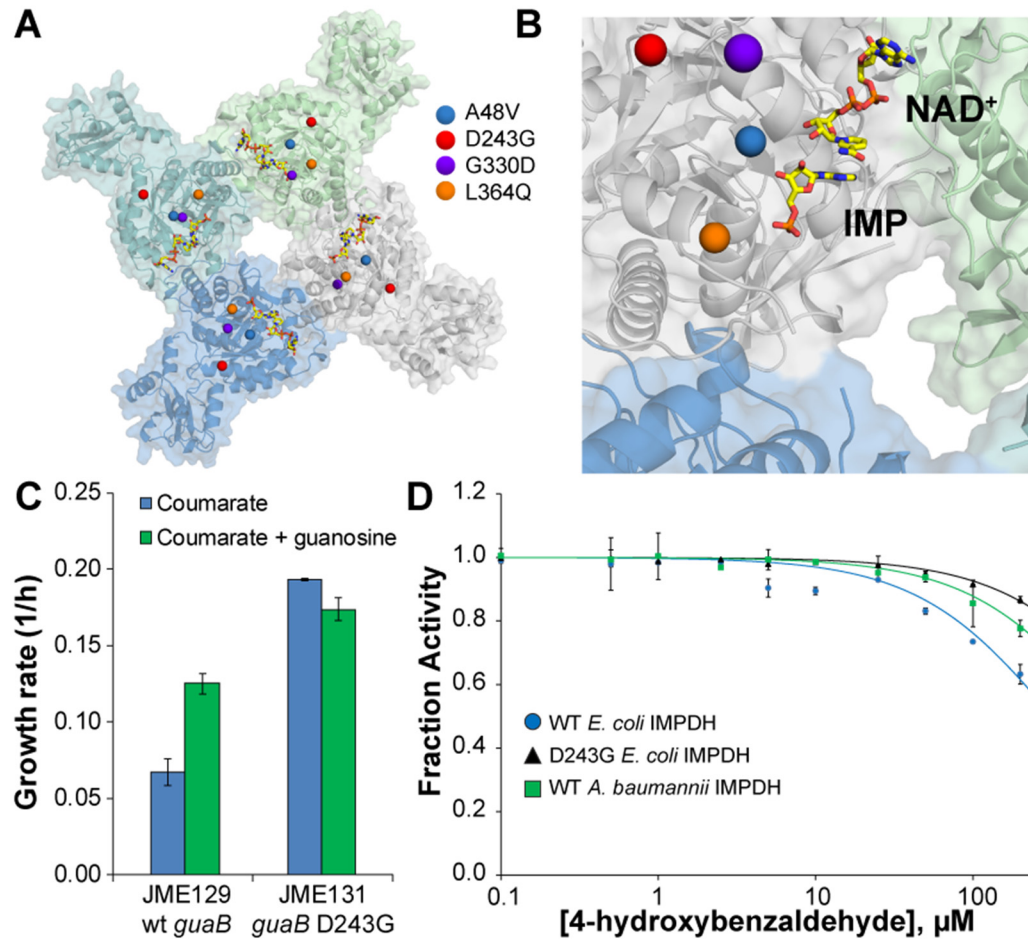 A
A48V
D243G
G330D
L364Q
B
NAD+
IMP
C
Growth rate (1/h)
0.25
0.20
0.15
0.10
0.05
0.00
Coumarate
Coumarate + guanosine
JME129
wt guaB
JME131
guaB D243G
D
Fraction Activity
1.2
1.0
0.8
0.6
0.4
0.2
0.0
WT E. coli IMPDH
D243G E. coli IMPDH
WT A. baumannii IMPDH
0.1 1 10 100
[4-hydroxybenzaldehyde], µM